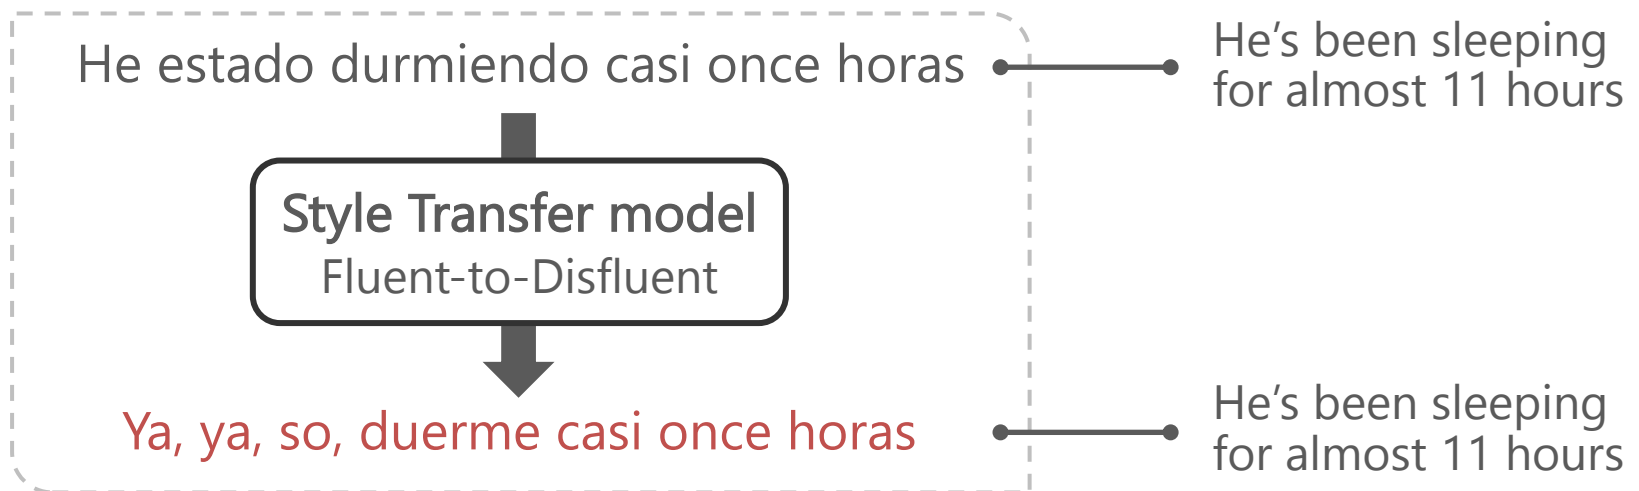 He estado durmiendo casi once horas
He's been sleeping
for almost 11 hours
Style Transfer model
Fluent-to-Disfluent
Ya, ya, so, duerme casi once horas
He's been sleeping
for almost 11 hours